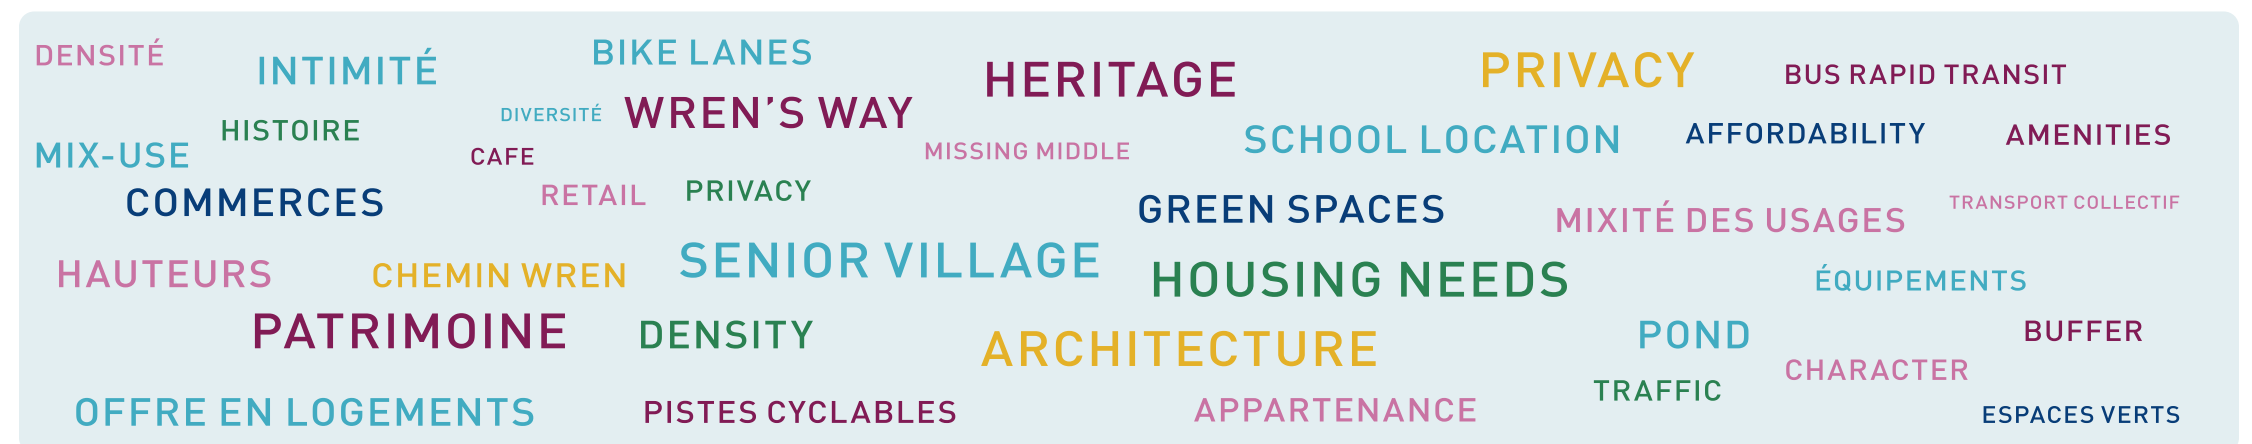 DENSITÉ
INTIMITÉ
BIKE LANES
HERITAGE
PRIVACY
BUS RAPID TRANSIT
HISTOIRE
DIVERSITÉ
WREN'S WAY
MIX-USE
CAFE
MISSING MIDDLE
SCHOOL LOCATION
AFFORDABILITY
AMENITIES
COMMERCES
RETAIL
PRIVACY
GREEN SPACES
MIXITÉ DES USAGES
TRANSPORT COLLECTIF
HAUTEURS
CHEMIN WREN
SENIOR VILLAGE
HOUSING NEEDS
ÉQUIPEMENTS
PATRIMOINE
DENSITY
ARCHITECTURE
POND
BUFFER
CHARACTER
TRAFFIC
OFFRE EN LOGEMENTS
PISTES CYCLABLES
APPARTENANCE
ESPACES VERTS